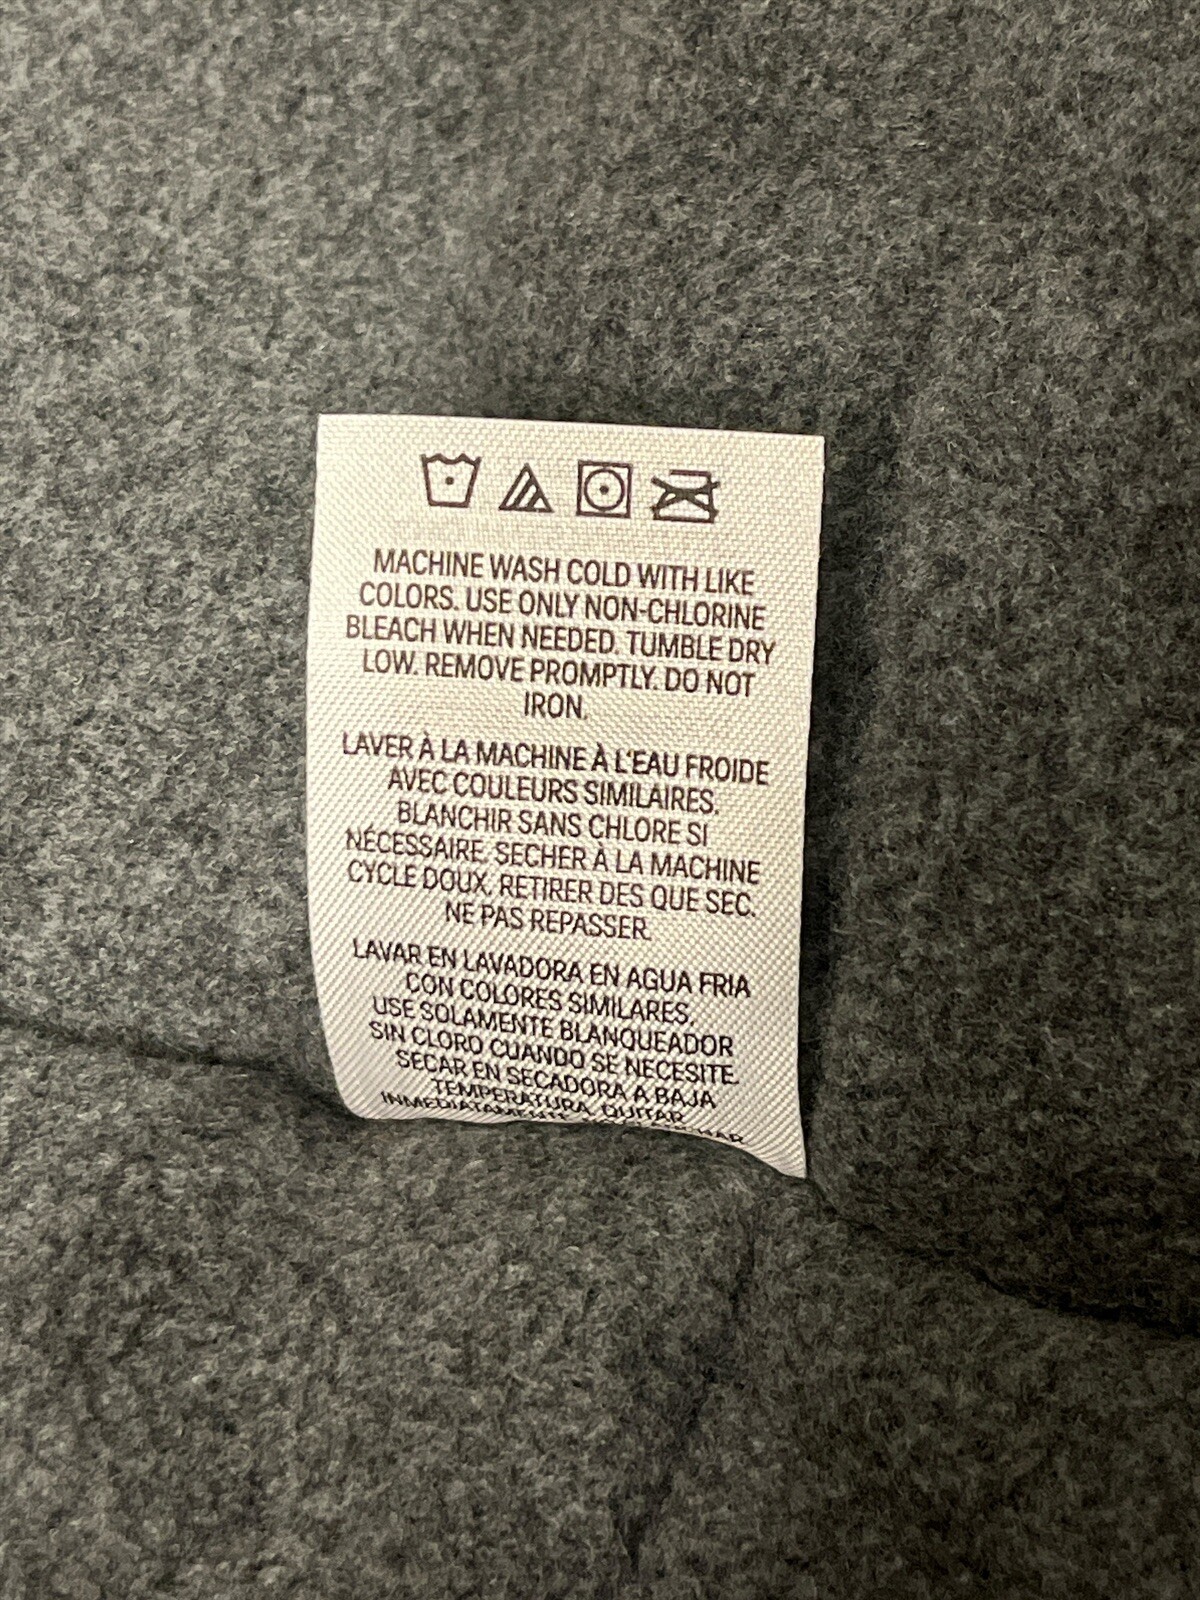 MACHINE WASH COLD WITH LIKE
COLORS. USE ONLY NON-CHLORINE
BLEACH WHEN NEEDED. TUMBLE DRY
LOW. REMOVE PROMPTLY. DO NOT
IRON.
LAVER À LA MACHINE À L'EAU FROIDE
AVEC COULEURS SIMILAIRES.
BLANCHIR SANS CHLORE SI
NÉCESSAIRE. SECHER À LA MACHINE
CYCLE DOUX. RETIRER DES QUE SEC.
NE PAS REPASSER.
LAVAR EN LAVADORA EN AGUA FRIA
CON COLORES SIMILARES.
USE SOLAMENTE BLANQUEADOR
SIN CLORO CUANDO SE NECESITE.
SECAR EN SECADORA A BAJA
TEMPERATURA. QUITAR
INMEDIATAMENTE.